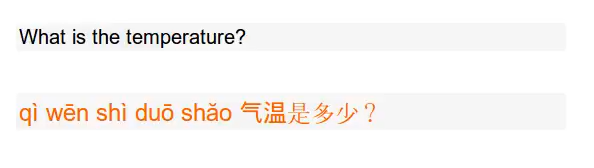 What is the temperature?
qì wēn shì duō shǎo 气温是多少？